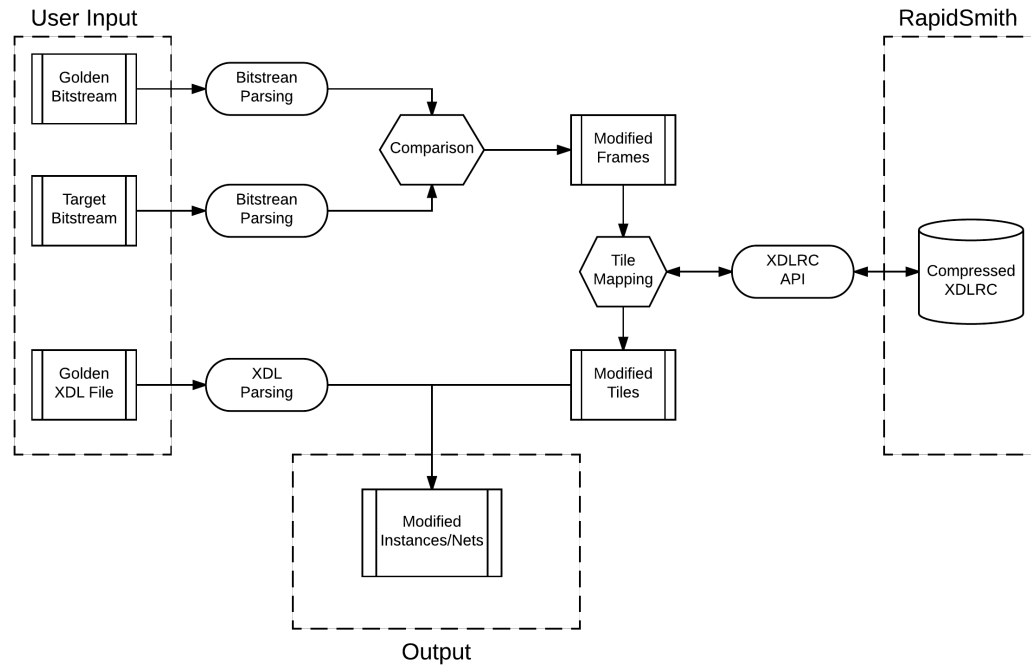 User Input
RapidSmith
Golden
Bitstream
Bitstrean
Parsing
Comparison
Modified
Frames
Target
Bitstream
Bitstrean
Parsing
Tile
Mapping
XDLRC
API
Compressed
XDLRC
Golden
XDL File
XDL
Parsing
Modified
Tiles
Modified
Instances/Nets
Output